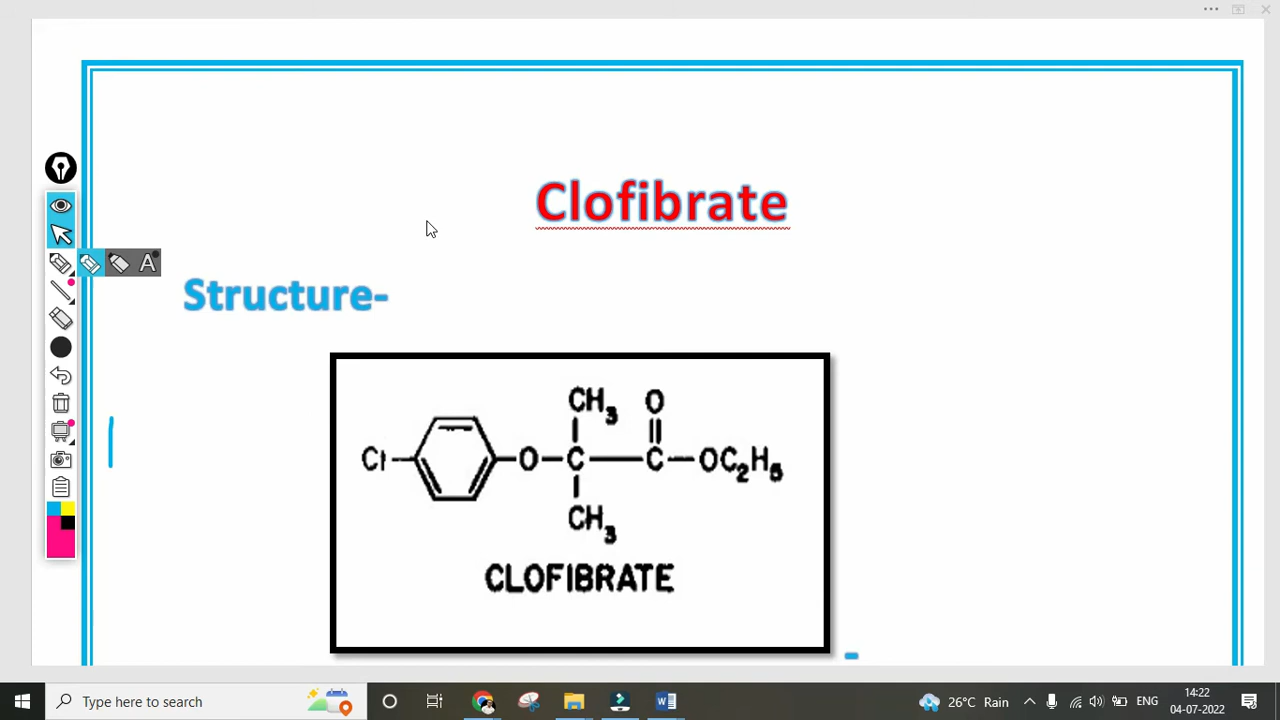 Clofibrate
A
Structure-
CH3 O
Cl O C C OC2H5
CH3
CLOFIBRATE
-
Type here to search
26°C Rain
ENG
14:22
04-07-2022